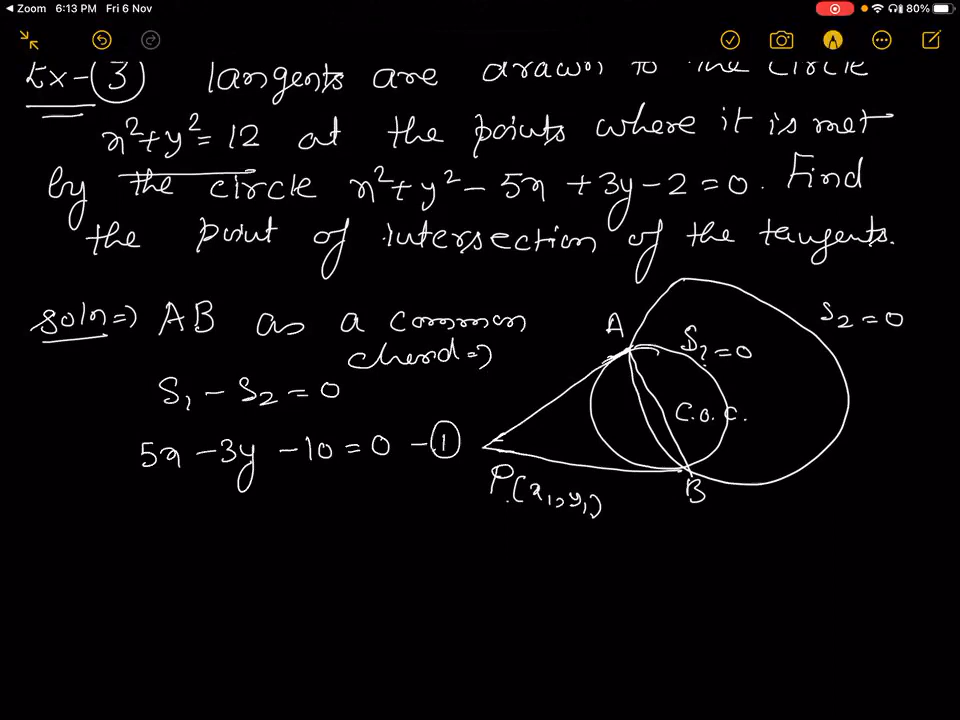 Zoom 6:13 PM Fri 6 Nov 80%
Ex-(3) Tangents are drawn to the circle
x²+y²=12 at the points where it is met
by the circle x²+y²-5x+3y-2=0. Find
the point of intersection of the tangents.
soln⇒ AB as a common
chord⇒
S₁-S₂=0
5x-3y-10=0 -①
A
S₁=0
S₂=0
C.O.C.
P(x₁,y₁)
B